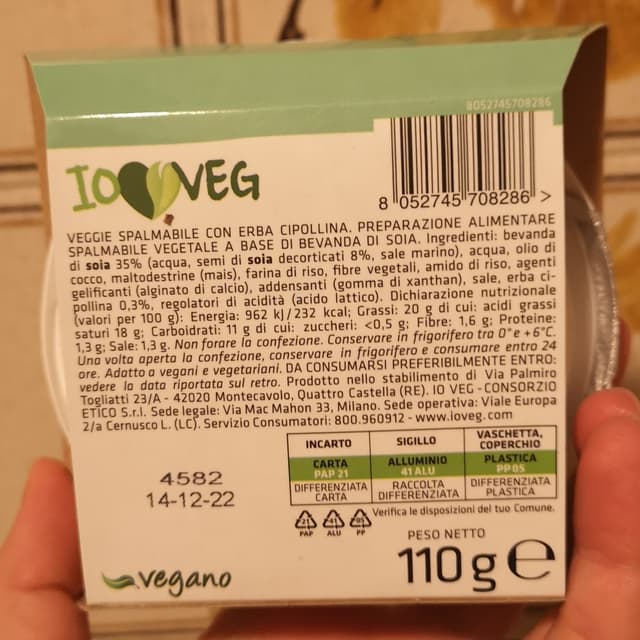 8052745708286
IO VEG
8 052745 708286 >
VEGGIE SPALMABILE CON ERBA CIPOLLINA. PREPARAZIONE ALIMENTARE
SPALMABILE VEGETALE A BASE DI BEVANDA DI SOIA. Ingredienti: bevanda
di soia 35% (acqua, semi di soia decorticati 8%, sale marino), acqua, olio di
cocco, maltodestrine (mais), farina di riso, fibre vegetali, amido di riso, agenti
gelificanti (alginato di calcio), addensanti (gomma di xanthan), sale, erba ci-
pollina 0,3%, regolatori di acidità (acido lattico). Dichiarazione nutrizionale
(valori per 100 g): Energia: 962 kJ/232 kcal; Grassi: 20 g di cui: acidi grassi
saturi 18 g; Carboidrati: 11 g di cui: zuccheri: <0,5 g; Fibre: 1,6 g; Proteine:
1,3 g; Sale: 1,3 g. Non forare la confezione. Conservare in frigorifero tra 0° e +6°C.
Una volta aperta la confezione, conservare in frigorifero e consumare entro 24
ore. Adatto a vegani e vegetariani. DA CONSUMARSI PREFERIBILMENTE ENTRO:
vedere la data riportata sul retro. Prodotto nello stabilimento di Via Palmiro
Togliatti 23/A - 42020 Montecavolo, Quattro Castella (RE). IO VEG - CONSORZIO
ETICO S.r.l. Sede legale: Via Mac Mahon 33, Milano. Sede operativa: Viale Europa
2/a Cernusco L. (LC). Servizio Consumatori: 800.960912 - www.ioveg.com
INCARTO SIGILLO VASCHETTA,
COPERCHIO
CARTA ALLUMINIO PLASTICA
PAP 21 41 ALU PP 05
DIFFERENZIATA RACCOLTA DIFFERENZIATA
CARTA DIFFERENZIATA PLASTICA
4582
14-12-22
21 41 05 Verifica le disposizioni del tuo Comune.
PAP ALU PP
PESO NETTO
110 g e
vegano